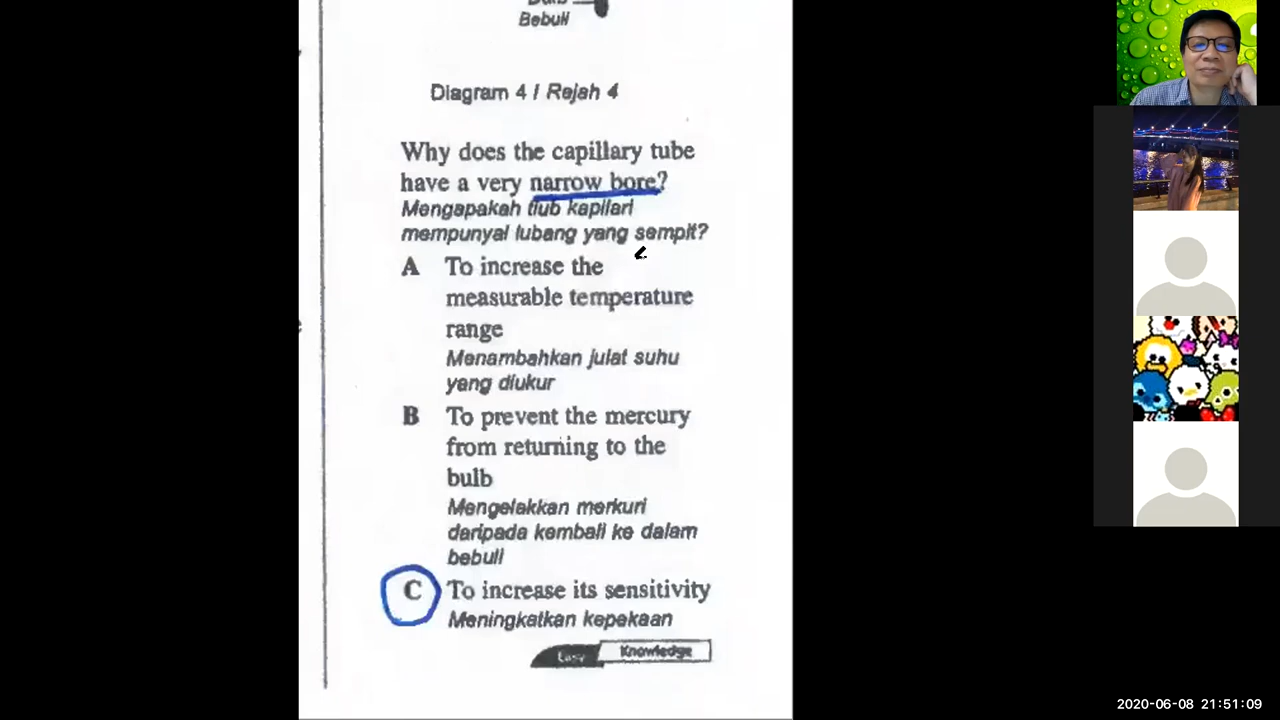 Bebuli
Diagram 4 / Rajah 4
Why does the capillary tube
have a very narrow bore?
Mengapakah tiub kapilari
mempunyai lubang yang sempit?
A To increase the
measurable temperature
range
Menambahkan julat suhu
yang diukur
B To prevent the mercury
from returning to the
bulb
Mengelakkan merkuri
daripada kembali ke dalam
bebuli
C To increase its sensitivity
Meningkatkan kepekaan
Knowledge
2020-06-08 21:51:09